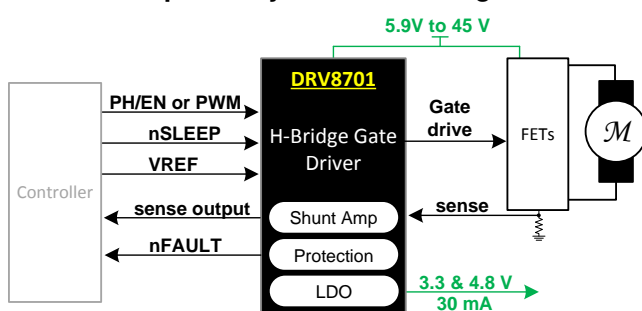 5.9V to 45 V
DRV8701
PH/EN or PWM
nSLEEP
VREF
Controller
sense output
nFAULT
H-Bridge Gate
Driver
Shunt Amp
Protection
LDO
Gate
drive
sense
FETs
M
3.3 & 4.8 V
30 mA